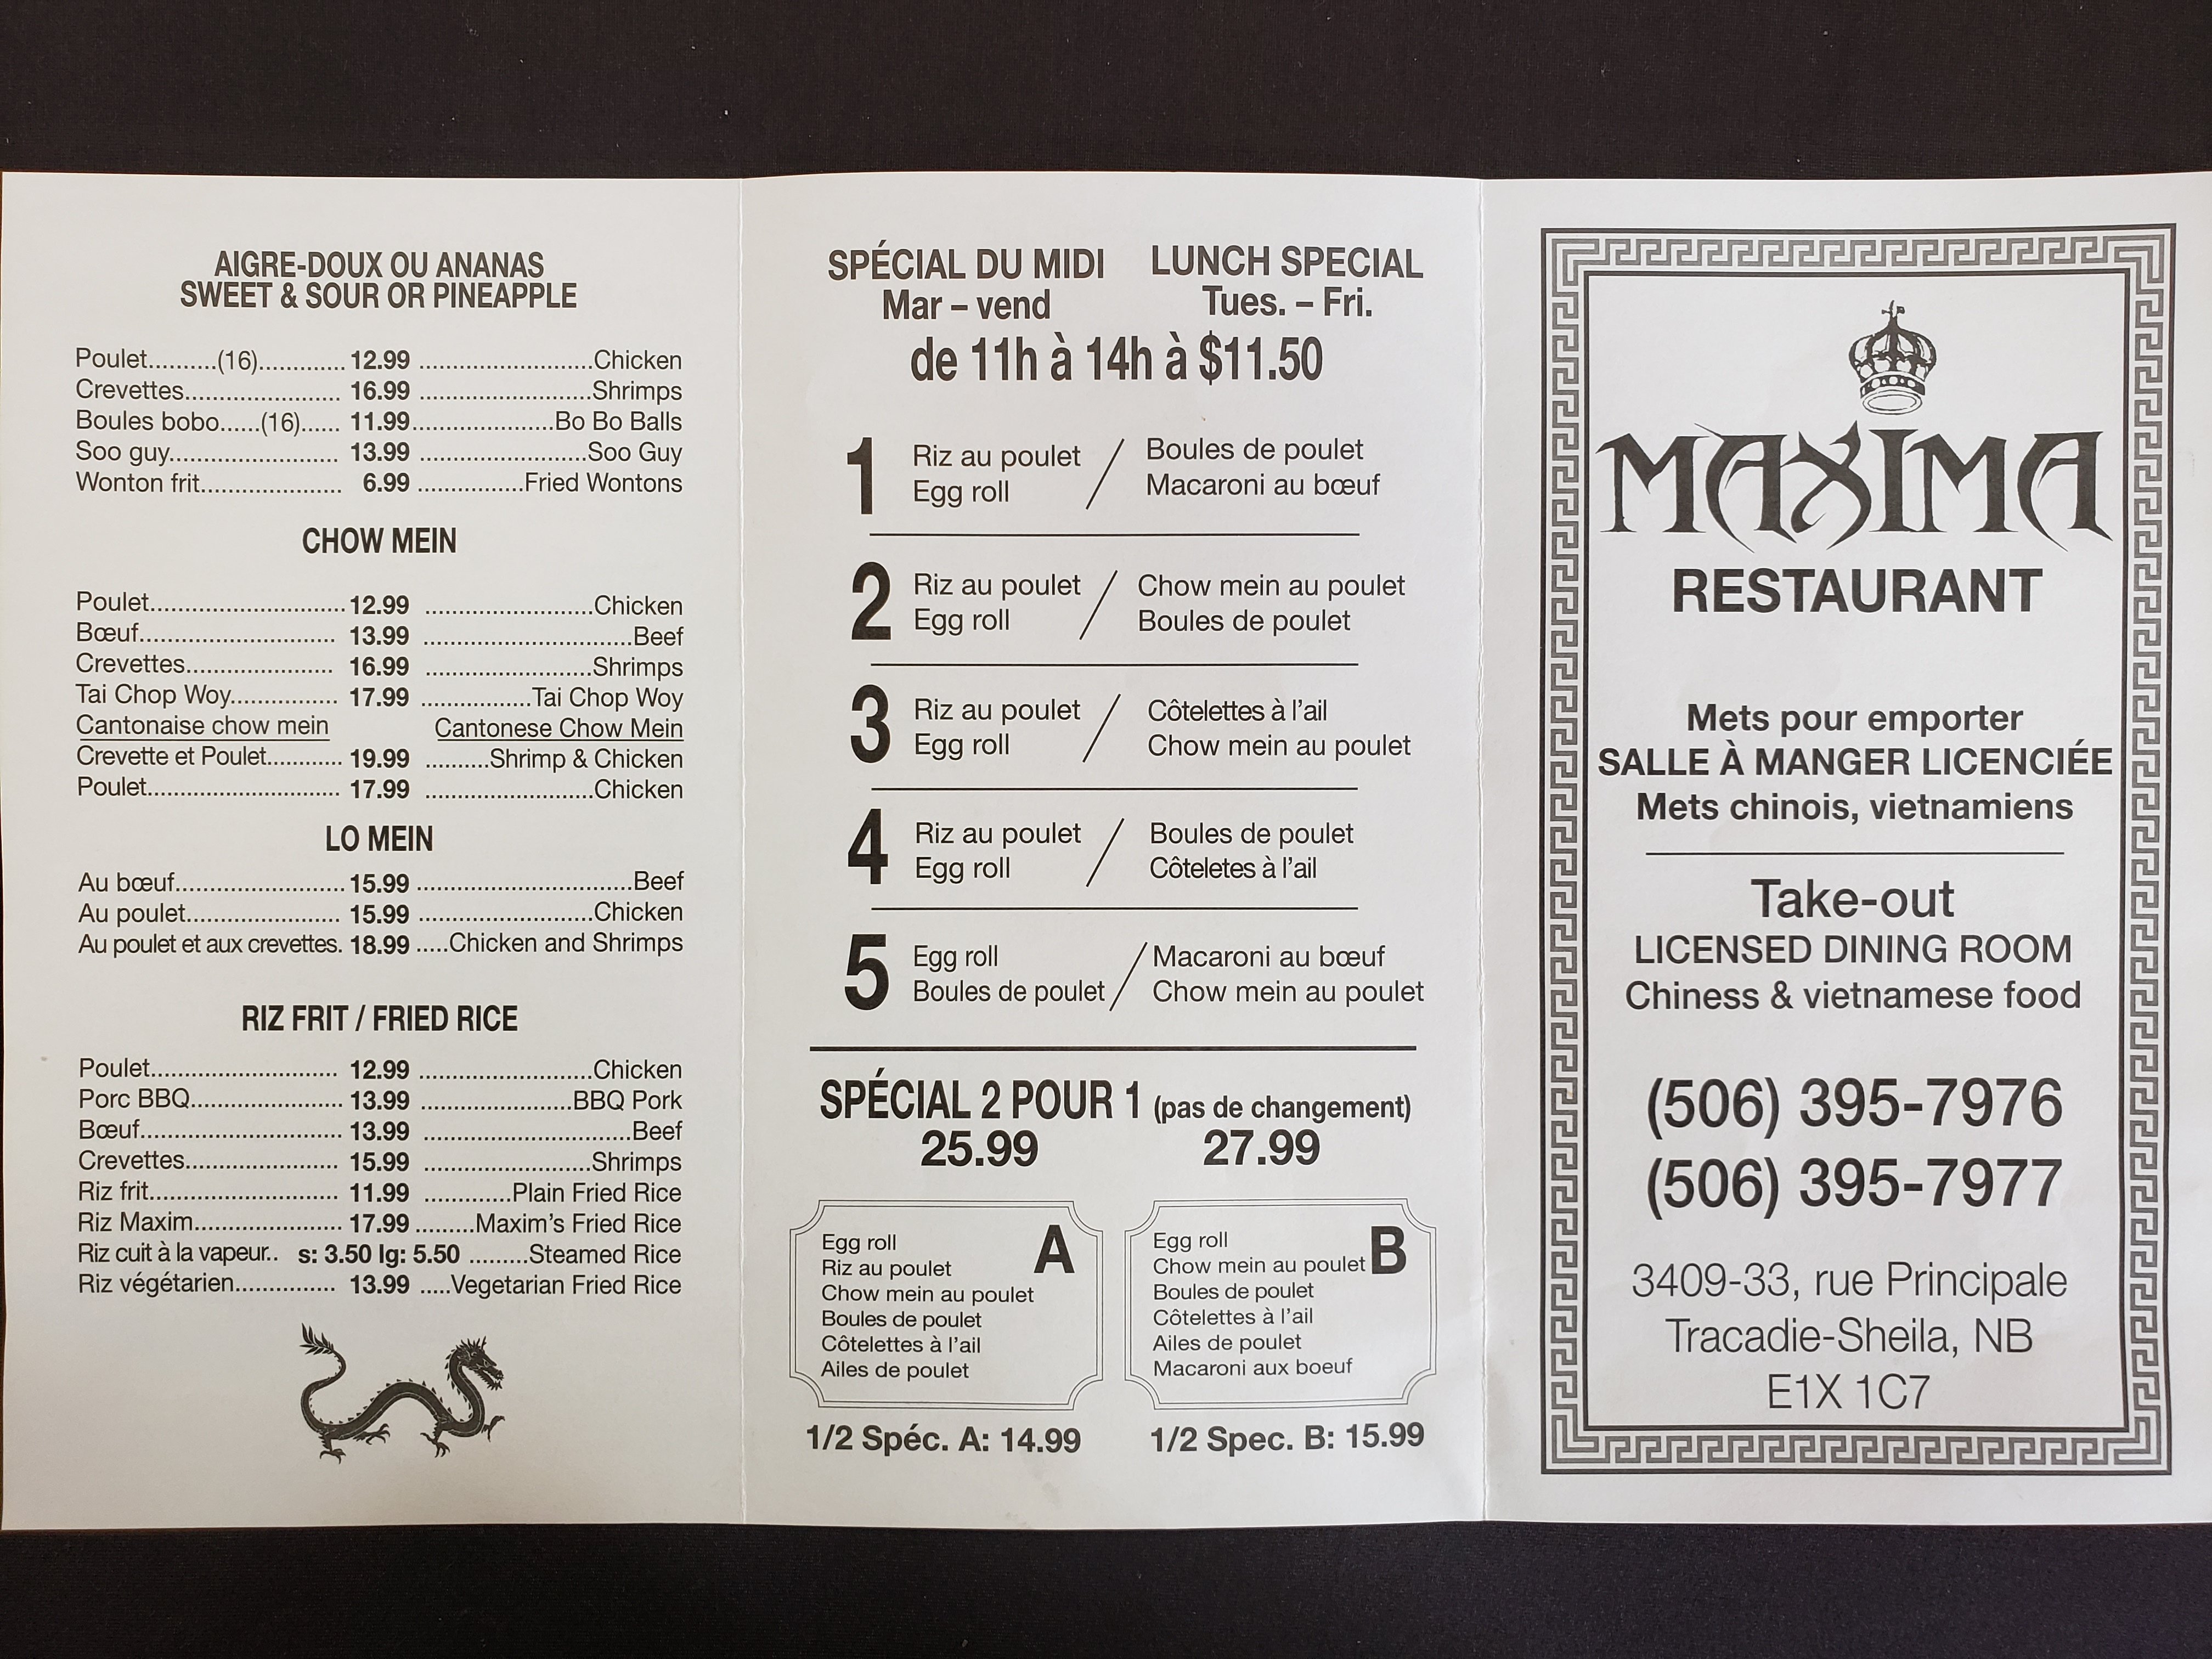 AIGRE-DOUX OU ANANAS
SWEET & SOUR OR PINEAPPLE
Poulet..........(16)............. 12.99 ..........................Chicken
Crevettes....................... 16.99 ..........................Shrimps
Boules bobo......(16)...... 11.99.....................Bo Bo Balls
Soo guy......................... 13.99 .........................Soo Guy
Wonton frit..................... 6.99 ................Fried Wontons
CHOW MEIN
Poulet............................. 12.99 .........................Chicken
Bœuf............................. 13.99 ...............................Beef
Crevettes...................... 16.99 .........................Shrimps
Tai Chop Woy................ 17.99 .................Tai Chop Woy
Cantonaise chow mein Cantonese Chow Mein
Crevette et Poulet........... 19.99 ..........Shrimp & Chicken
Poulet............................. 17.99 .........................Chicken
LO MEIN
Au bœuf......................... 15.99 ................................Beef
Au poulet....................... 15.99 ..........................Chicken
Au poulet et aux crevettes. 18.99 .....Chicken and Shrimps
RIZ FRIT / FRIED RICE
Poulet............................ 12.99 ..........................Chicken
Porc BBQ....................... 13.99 .......................BBQ Pork
Bœuf.............................. 13.99 ...............................Beef
Crevettes....................... 15.99 .........................Shrimps
Riz frit............................ 11.99 .............Plain Fried Rice
Riz Maxim...................... 17.99 .........Maxim's Fried Rice
Riz cuit à la vapeur.. s: 3.50 lg: 5.50 .........Steamed Rice
Riz végétarien............... 13.99 .....Vegetarian Fried Rice
SPÉCIAL DU MIDI LUNCH SPECIAL
Mar – vend Tues. – Fri.
de 11h à 14h à $11.50
1 Riz au poulet / Boules de poulet
Egg roll Macaroni au bœuf
2 Riz au poulet / Chow mein au poulet
Egg roll Boules de poulet
3 Riz au poulet / Côtelettes à l'ail
Egg roll Chow mein au poulet
4 Riz au poulet / Boules de poulet
Egg roll Côteletes à l'ail
5 Egg roll / Macaroni au bœuf
Boules de poulet Chow mein au poulet
SPÉCIAL 2 POUR 1 (pas de changement)
25.99 27.99
A
Egg roll
Riz au poulet
Chow mein au poulet
Boules de poulet
Côtelettes à l'ail
Ailes de poulet
1/2 Spéc. A: 14.99
B
Egg roll
Chow mein au poulet
Boules de poulet
Côtelettes à l'ail
Ailes de poulet
Macaroni aux boeuf
1/2 Spec. B: 15.99
MAXIMA
RESTAURANT
Mets pour emporter
SALLE À MANGER LICENCIÉE
Mets chinois, vietnamiens
Take-out
LICENSED DINING ROOM
Chiness & vietnamese food
(506) 395-7976
(506) 395-7977
3409-33, rue Principale
Tracadie-Sheila, NB
E1X 1C7